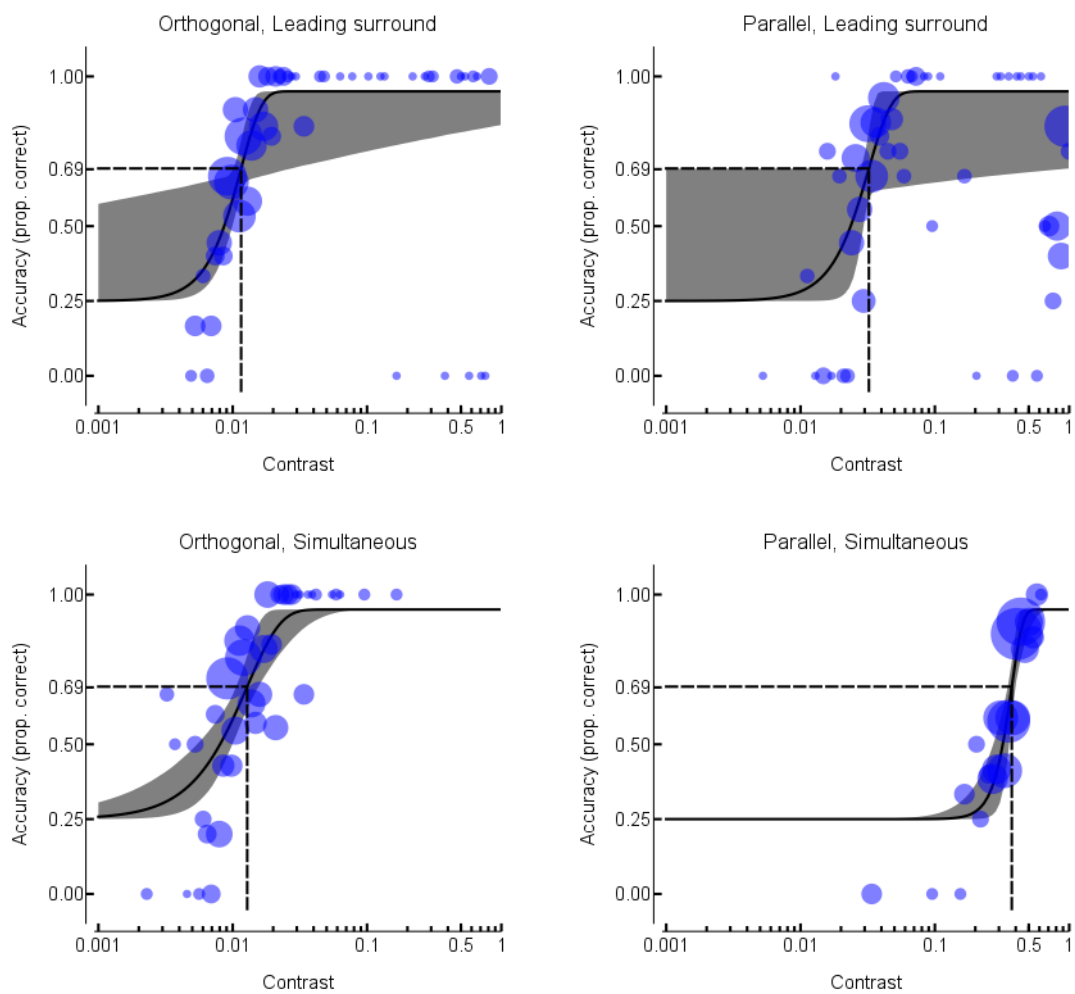 Orthogonal, Leading surround
Accuracy (prop. correct)
1.00
0.69
0.50
0.25
0.00
0.001 0.01 0.1 0.5 1
Contrast
Parallel, Leading surround
Accuracy (prop. correct)
1.00
0.69
0.50
0.25
0.00
0.001 0.01 0.1 0.5 1
Contrast
Orthogonal, Simultaneous
Accuracy (prop. correct)
1.00
0.69
0.50
0.25
0.00
0.001 0.01 0.1 0.5 1
Contrast
Parallel, Simultaneous
Accuracy (prop. correct)
1.00
0.69
0.50
0.25
0.00
0.001 0.01 0.1 0.5 1
Contrast